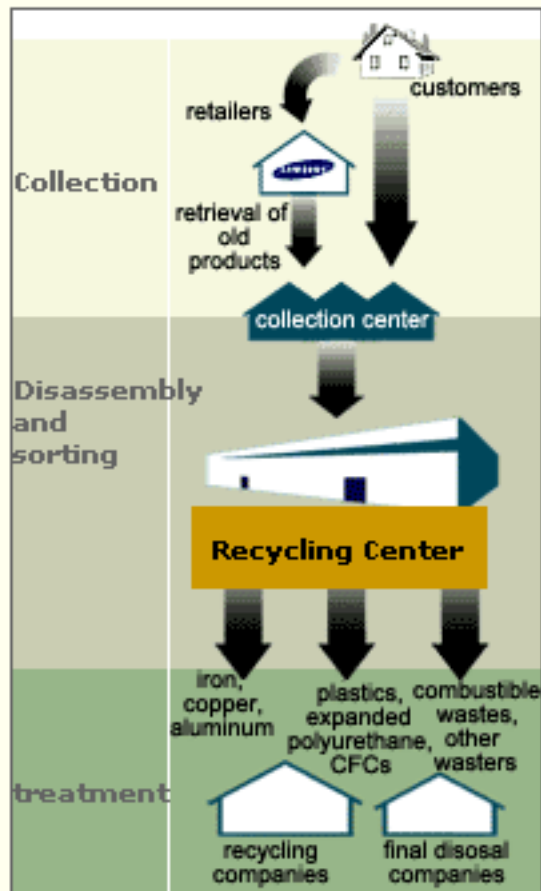 customers
retailers
SAMSUNG
Collection
retrieval of
old
products
collection center
Disassembly
and
sorting
Recycling Center
iron,
copper,
aluminum
plastics,
expanded
polyurethane,
CFCs
combustible
wastes,
other
wasters
treatment
recycling
companies
final disosal
companies